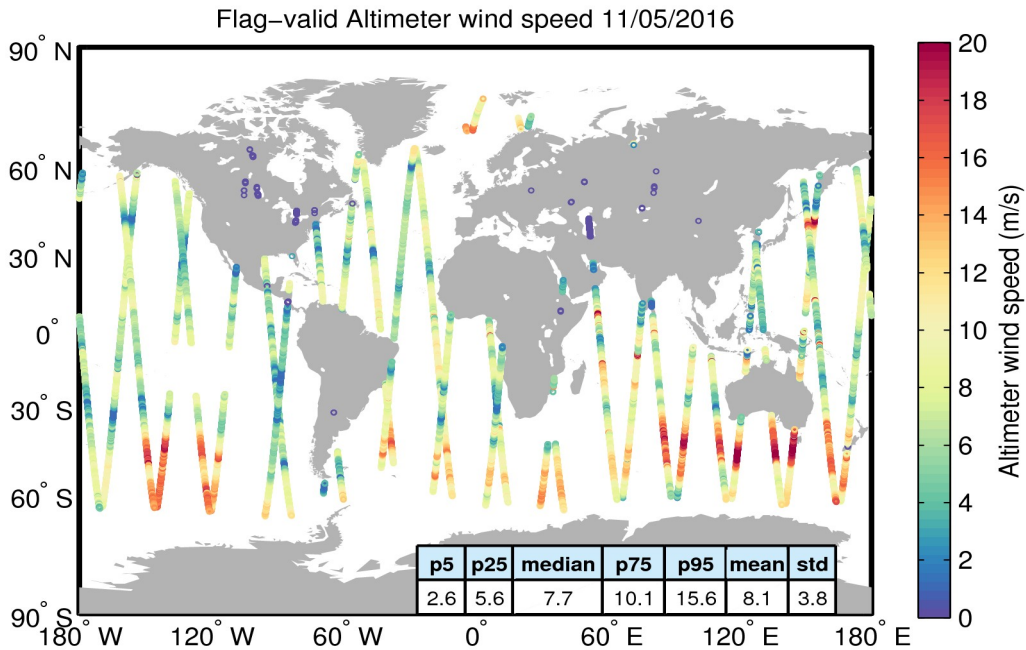 Flag−valid Altimeter wind speed 11/05/2016
90° N
60° N
30° N
0°
30° S
60° S
90° S
180° W
120° W
60° W
0°
60° E
120° E
180° E
p5 p25 median p75 p95 mean std
2.6 5.6 7.7 10.1 15.6 8.1 3.8
20
18
16
14
12
10
8
6
4
2
0
Altimeter wind speed (m/s)